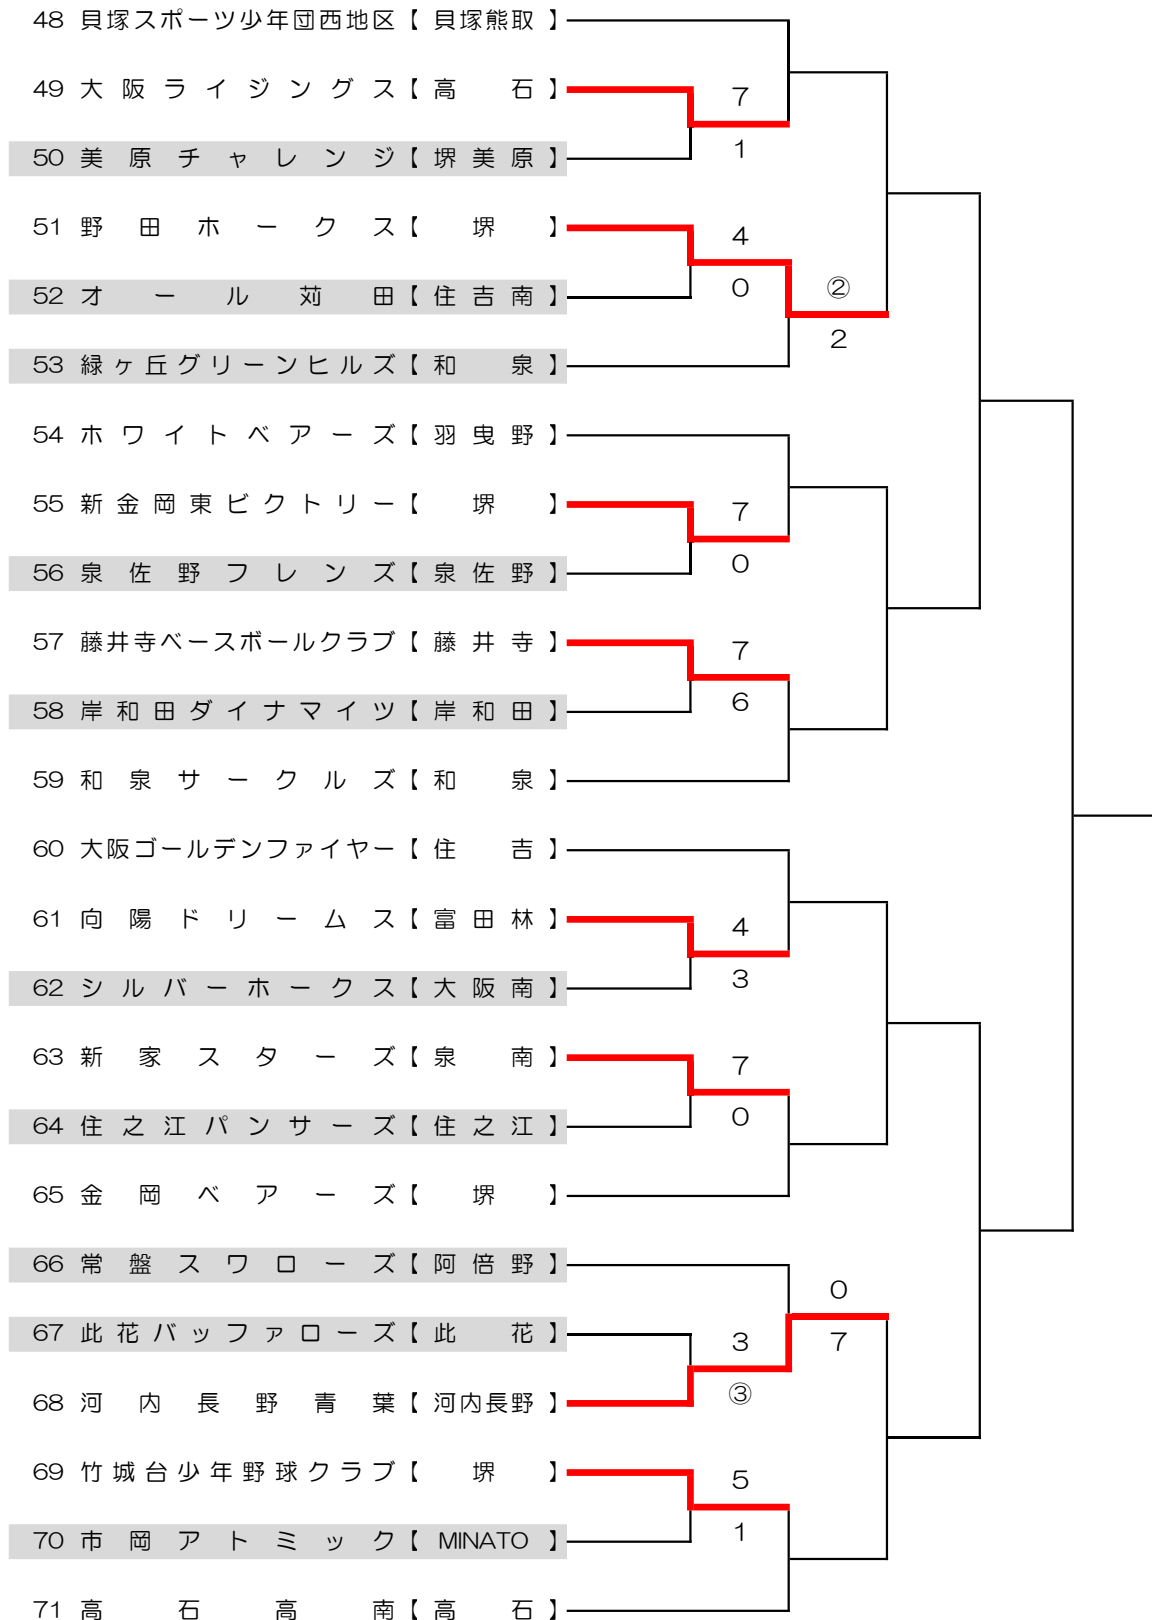 48 貝塚スポーツ少年団西地区【 貝塚熊取 】
49 大阪ライジングス【 高石 】
7
1
50 美原チャレンジ【 堺美原 】
51 野田ホークス【 堺 】
4
0
52 オール苅田【 住吉南 】
②
2
53 緑ヶ丘グリーンヒルズ【 和泉 】
54 ホワイトベアーズ【 羽曳野 】
55 新金岡東ビクトリー【 堺 】
7
0
56 泉佐野フレンズ【 泉佐野 】
57 藤井寺ベースボールクラブ【 藤井寺 】
7
6
58 岸和田ダイナマイツ【 岸和田 】
59 和泉サークルズ【 和泉 】
60 大阪ゴールデンファイヤー【 住吉 】
61 向陽ドリームス【 富田林 】
4
3
62 シルバーホークス【 大阪南 】
63 新家スターズ【 泉南 】
7
0
64 住之江パンサーズ【 住之江 】
65 金岡ベアーズ【 堺 】
66 常盤スワローズ【 阿倍野 】
0
7
67 此花バッファローズ【 此花 】
3
③
68 河内長野青葉【 河内長野 】
69 竹城台少年野球クラブ【 堺 】
5
1
70 市岡アトミック【 MINATO 】
71 高石高南【 高石 】